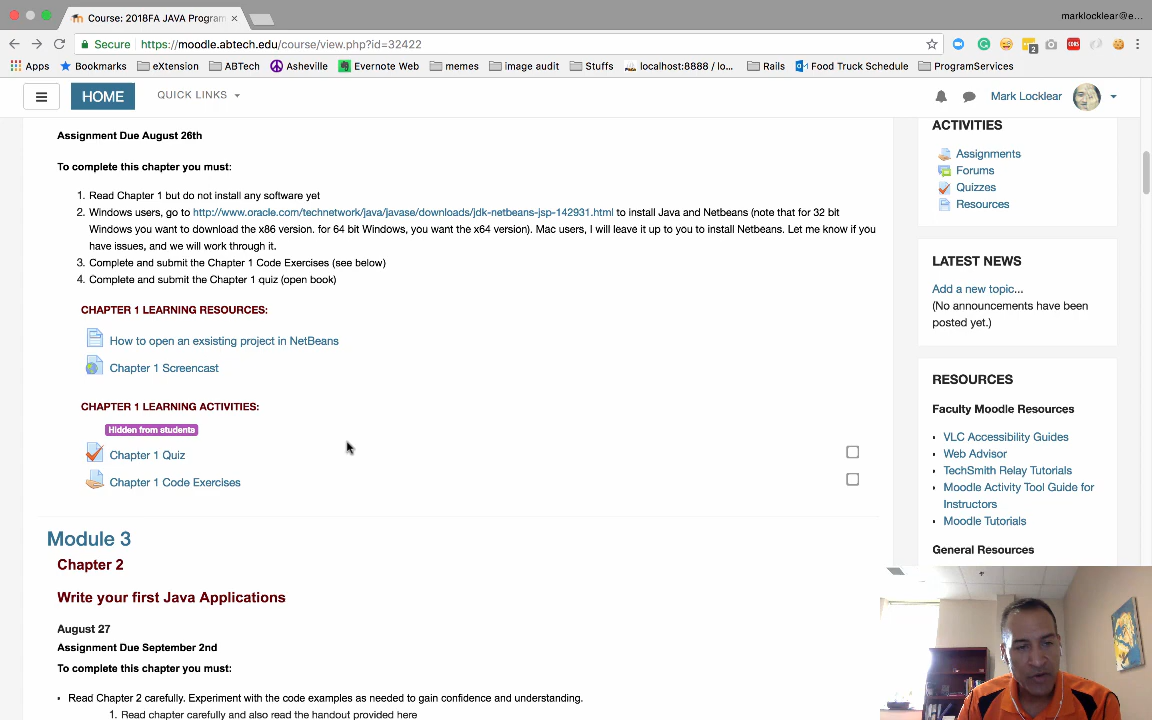 Course: 2018FA JAVA Program
marklocklear@e...
Secure
https://moodle.abtech.edu/course/view.php?id=32422
2
CORS
Apps
Bookmarks
eXtension
ABTech
Asheville
Evernote Web
memes
image audit
Stuffs
localhost:8888 / lo...
Rails
Food Truck Schedule
ProgramServices
HOME
QUICK LINKS
Mark Locklear
Assignment Due August 26th
To complete this chapter you must:
1. Read Chapter 1 but do not install any software yet
2. Windows users, go to http://www.oracle.com/technetwork/java/javase/downloads/jdk-netbeans-jsp-142931.html to install Java and Netbeans (note that for 32 bit
Windows you want to download the x86 version. for 64 bit Windows, you want the x64 version). Mac users, I will leave it up to you to install Netbeans. Let me know if you
have issues, and we will work through it.
3. Complete and submit the Chapter 1 Code Exercises (see below)
4. Complete and submit the Chapter 1 quiz (open book)
CHAPTER 1 LEARNING RESOURCES:
How to open an exsisting project in NetBeans
Chapter 1 Screencast
CHAPTER 1 LEARNING ACTIVITIES:
Hidden from students
Chapter 1 Quiz
Chapter 1 Code Exercises
Module 3
Chapter 2
Write your first Java Applications
August 27
Assignment Due September 2nd
To complete this chapter you must:
• Read Chapter 2 carefully. Experiment with the code examples as needed to gain confidence and understanding.
1. Read chapter carefully and also read the handout provided here
ACTIVITIES
Assignments
Forums
Quizzes
Resources
LATEST NEWS
Add a new topic...
(No announcements have been
posted yet.)
RESOURCES
Faculty Moodle Resources
• VLC Accessibility Guides
• Web Advisor
• TechSmith Relay Tutorials
• Moodle Activity Tool Guide for
Instructors
• Moodle Tutorials
General Resources